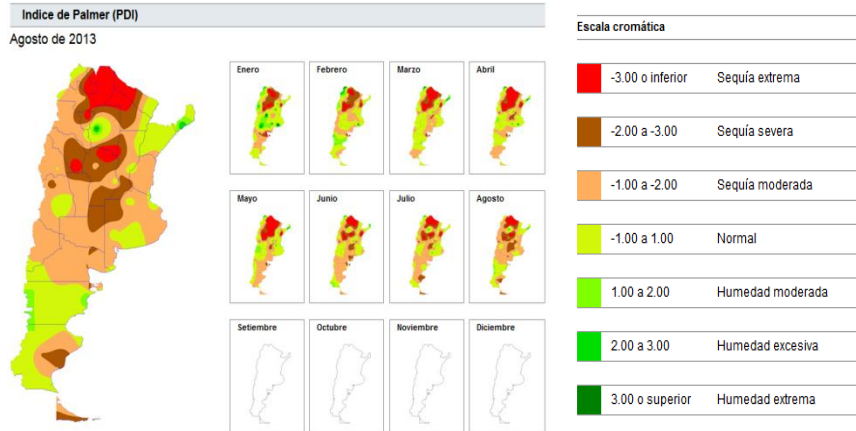 Indice de Palmer (PDI)
Agosto de 2013
Enero
Febrero
Marzo
Abril
Mayo
Junio
Julio
Agosto
Setiembre
Octubre
Noviembre
Diciembre
Escala cromática
-3.00 o inferior Sequía extrema
-2.00 a -3.00 Sequía severa
-1.00 a -2.00 Sequía moderada
-1.00 a 1.00 Normal
1.00 a 2.00 Humedad moderada
2.00 a 3.00 Humedad excesiva
3.00 o superior Humedad extrema